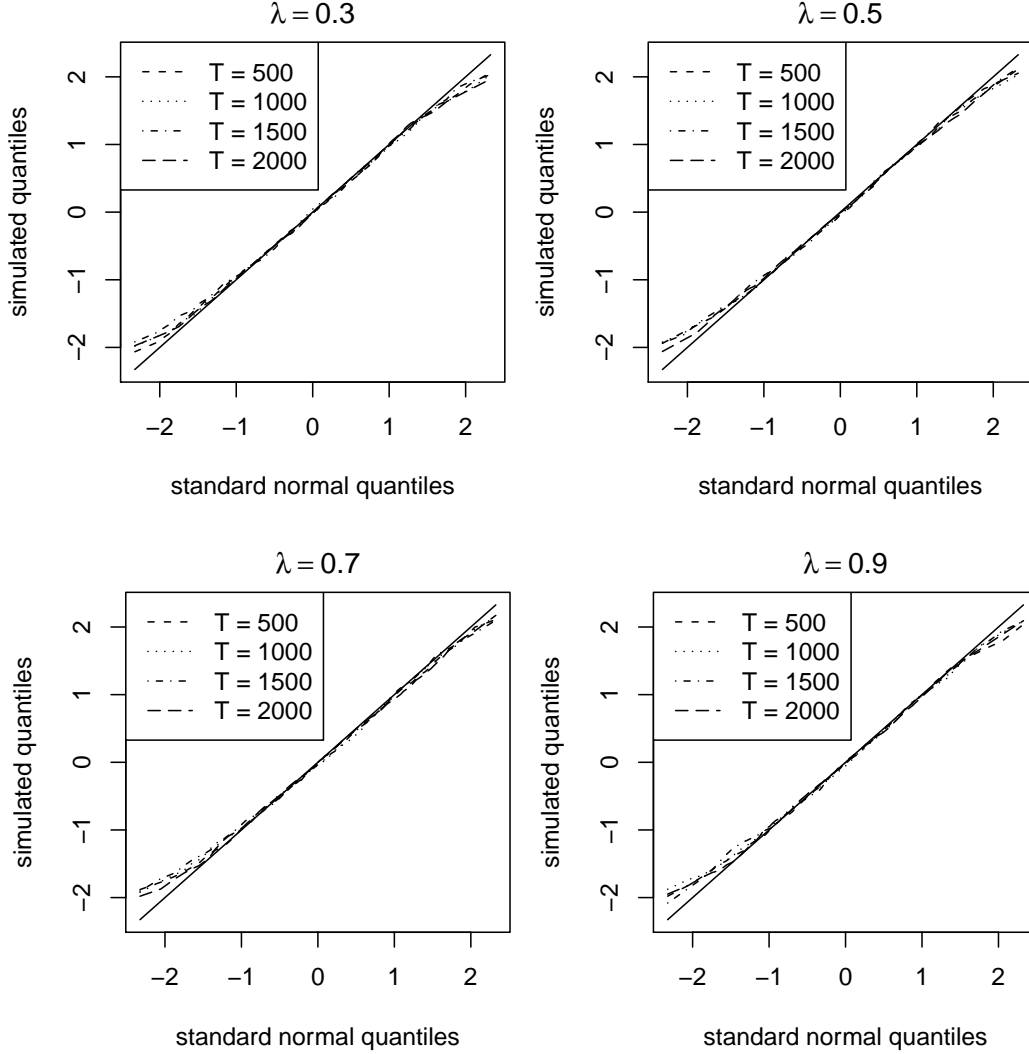 λ = 0.3
T = 500
T = 1000
T = 1500
T = 2000
2
1
0
−1
−2
simulated quantiles
−2 −1 0 1 2
standard normal quantiles
λ = 0.5
T = 500
T = 1000
T = 1500
T = 2000
2
1
0
−1
−2
simulated quantiles
−2 −1 0 1 2
standard normal quantiles
λ = 0.7
T = 500
T = 1000
T = 1500
T = 2000
2
1
0
−1
−2
simulated quantiles
−2 −1 0 1 2
standard normal quantiles
λ = 0.9
T = 500
T = 1000
T = 1500
T = 2000
2
1
0
−1
−2
simulated quantiles
−2 −1 0 1 2
standard normal quantiles